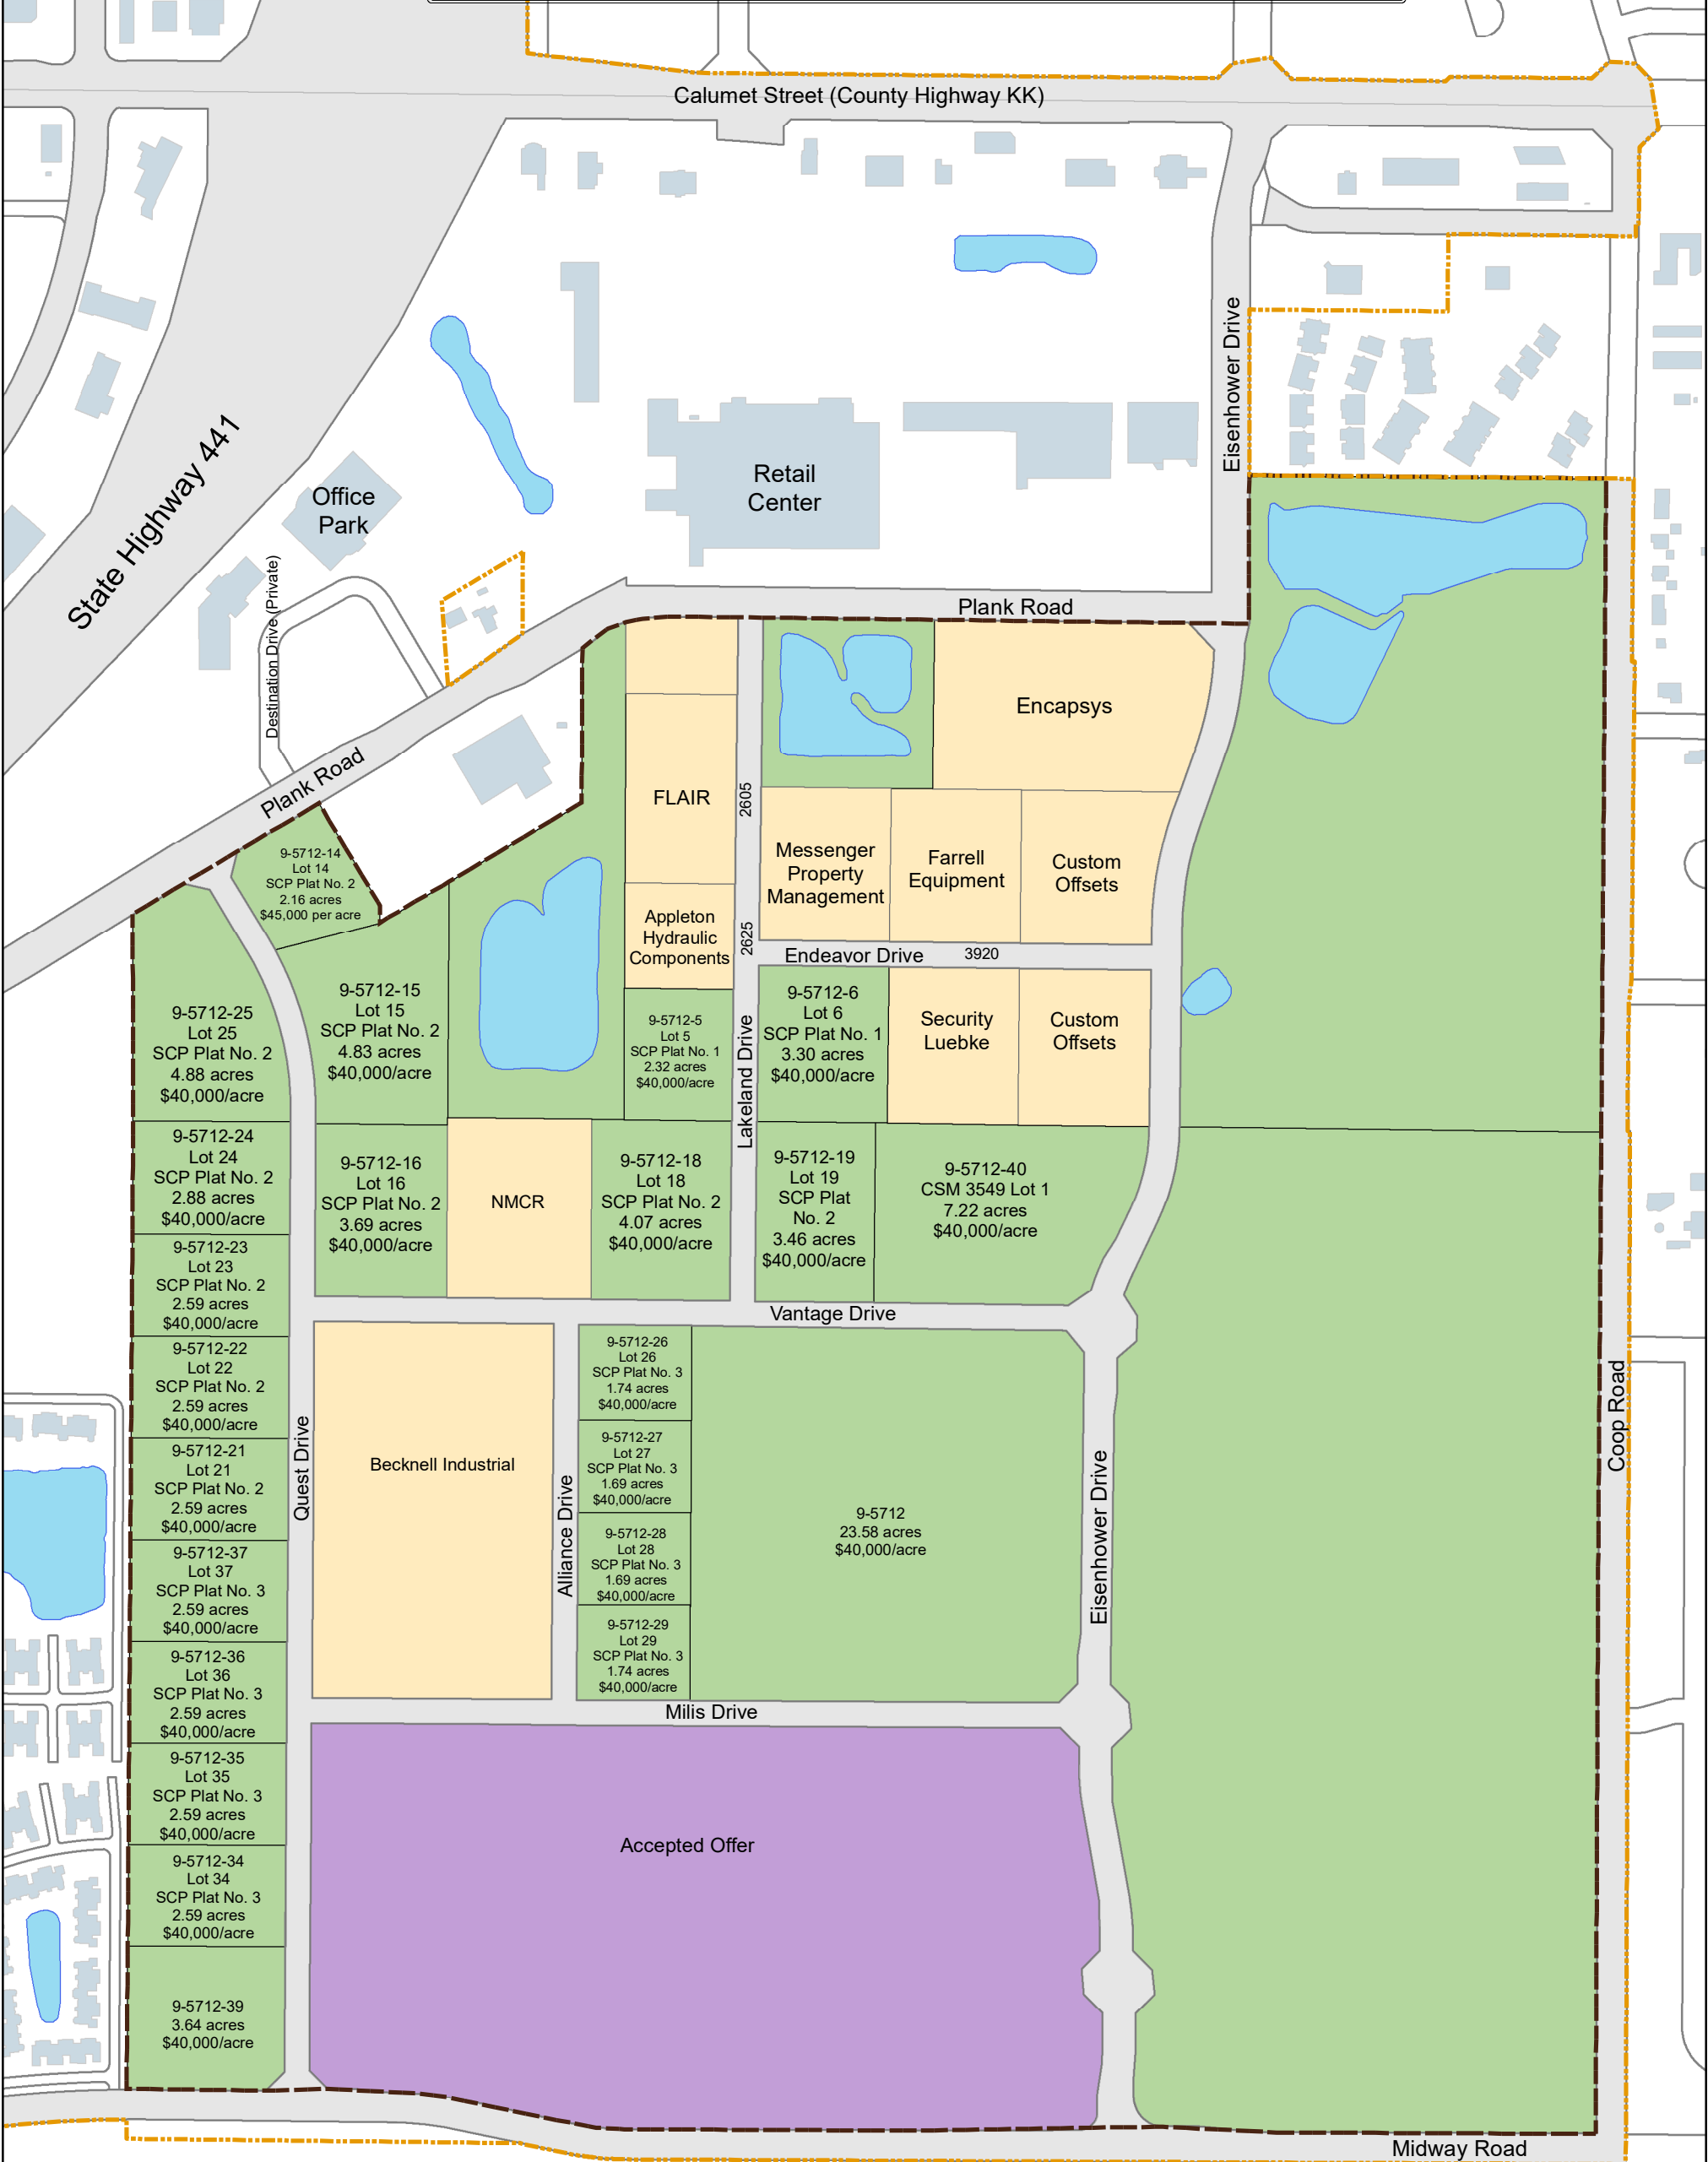 Calumet Street (County Highway KK)
Eisenhower Drive
State Highway 441
Office
Park
Retail
Center
Destination Drive (Private)
Plank Road
Plank Road
Encapsys
FLAIR
2605
9-5712-14
Lot 14
SCP Plat No. 2
2.16 acres
$45,000 per acre
Messenger
Property
Management
Farrell
Equipment
Custom
Offsets
Appleton
Hydraulic
Components
2625
Endeavor Drive
3920
9-5712-25
Lot 25
SCP Plat No. 2
4.88 acres
$40,000/acre
9-5712-15
Lot 15
SCP Plat No. 2
4.83 acres
$40,000/acre
9-5712-5
Lot 5
SCP Plat No. 1
2.32 acres
$40,000/acre
Lakeland Drive
9-5712-6
Lot 6
SCP Plat No. 1
3.30 acres
$40,000/acre
Security
Luebke
Custom
Offsets
9-5712-24
Lot 24
SCP Plat No. 2
2.88 acres
$40,000/acre
9-5712-16
Lot 16
SCP Plat No. 2
3.69 acres
$40,000/acre
NMCR
9-5712-18
Lot 18
SCP Plat No. 2
4.07 acres
$40,000/acre
9-5712-19
Lot 19
SCP Plat
No. 2
3.46 acres
$40,000/acre
9-5712-40
CSM 3549 Lot 1
7.22 acres
$40,000/acre
9-5712-23
Lot 23
SCP Plat No. 2
2.59 acres
$40,000/acre
Vantage Drive
9-5712-22
Lot 22
SCP Plat No. 2
2.59 acres
$40,000/acre
9-5712-26
Lot 26
SCP Plat No. 3
1.74 acres
$40,000/acre
Coop Road
Quest Drive
9-5712-21
Lot 21
SCP Plat No. 2
2.59 acres
$40,000/acre
Becknell Industrial
Alliance Drive
9-5712-27
Lot 27
SCP Plat No. 3
1.69 acres
$40,000/acre
9-5712
23.58 acres
$40,000/acre
Eisenhower Drive
9-5712-28
Lot 28
SCP Plat No. 3
1.69 acres
$40,000/acre
9-5712-37
Lot 37
SCP Plat No. 3
2.59 acres
$40,000/acre
9-5712-29
Lot 29
SCP Plat No. 3
1.74 acres
$40,000/acre
9-5712-36
Lot 36
SCP Plat No. 3
2.59 acres
$40,000/acre
Milis Drive
9-5712-35
Lot 35
SCP Plat No. 3
2.59 acres
$40,000/acre
Accepted Offer
9-5712-34
Lot 34
SCP Plat No. 3
2.59 acres
$40,000/acre
9-5712-39
3.64 acres
$40,000/acre
Midway Road